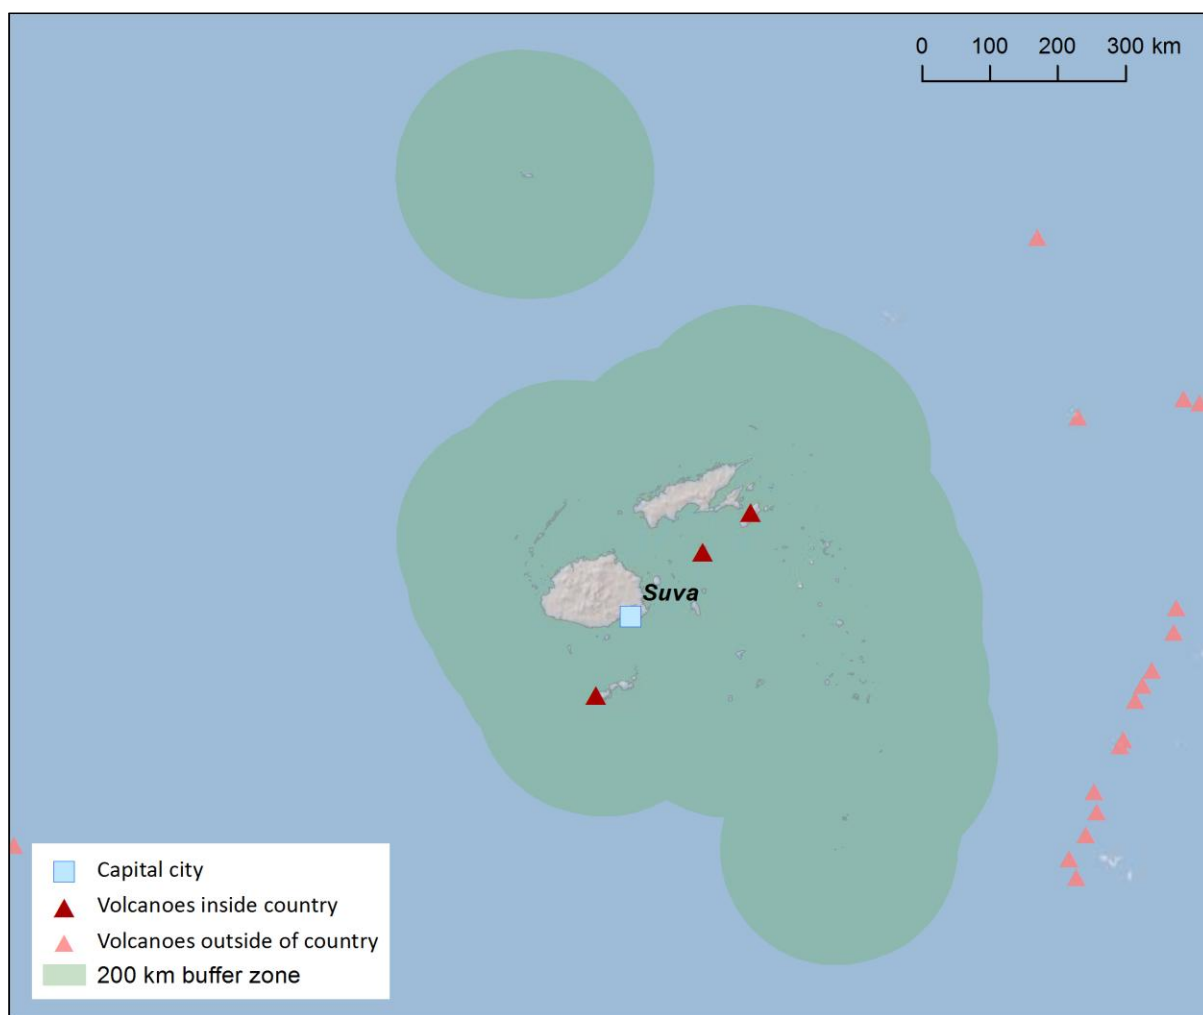 0 100 200 300 km
Suva
Capital city
Volcanoes inside country
Volcanoes outside of country
200 km buffer zone